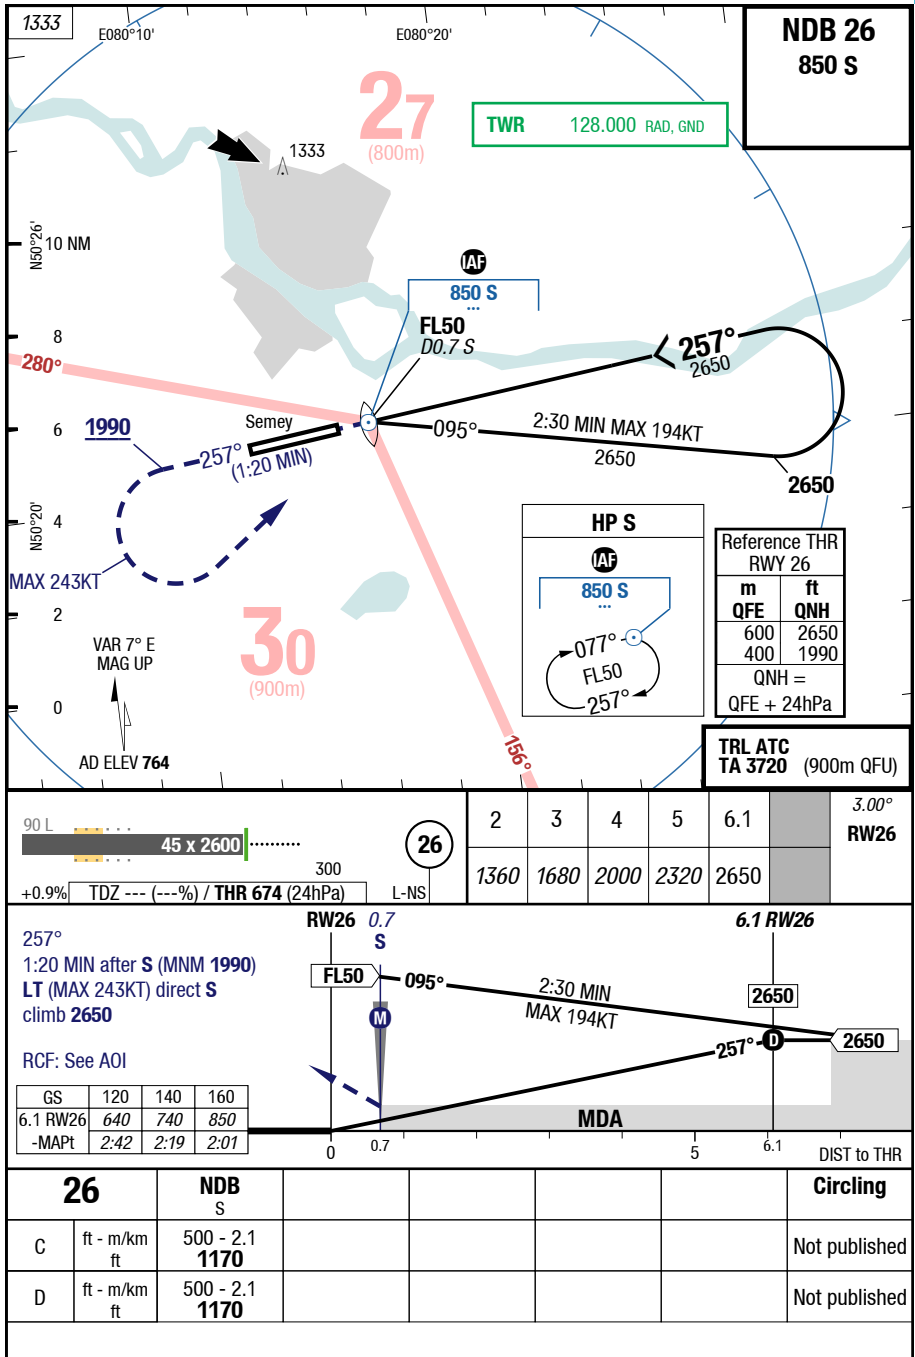 1333
E080°10'
E080°20'
NDB 26
850 S
27
(800m)
TWR 128.000 RAD, GND
1333
N50°26'
10 NM
IAF
850 S
FL50
D0.7 S
8
280°
257°
2650
6
1990
Semey
257°
(1:20 MIN)
095°
2:30 MIN MAX 194KT
2650
2650
N50°20'
4
MAX 243KT
HP S
IAF
850 S
077°
FL50
257°
Reference THR
RWY 26
m ft
QFE QNH
600 2650
400 1990
QNH =
QFE + 24hPa
2
30
(900m)
VAR 7° E
MAG UP
0
156°
AD ELEV 764
TRL ATC
TA 3720 (900m QFU)
90 L
45 x 2600
300
+0.9% TDZ --- (---%) / THR 674 (24hPa) L-NS
26
2 3 4 5 6.1
1360 1680 2000 2320 2650
3.00°
RW26
257°
1:20 MIN after S (MNM 1990)
LT (MAX 243KT) direct S
climb 2650
RCF: See AOI
GS 120 140 160
6.1 RW26 640 740 850
-MAPt 2:42 2:19 2:01
RW26 0.7
S
6.1 RW26
FL50
095°
2:30 MIN
MAX 194KT
2650
M
257°
D
2650
MDA
0 0.7 5 6.1 DIST to THR
26 NDB Circling
S
C ft - m/km 500 - 2.1 Not published
ft 1170
D ft - m/km 500 - 2.1 Not published
ft 1170